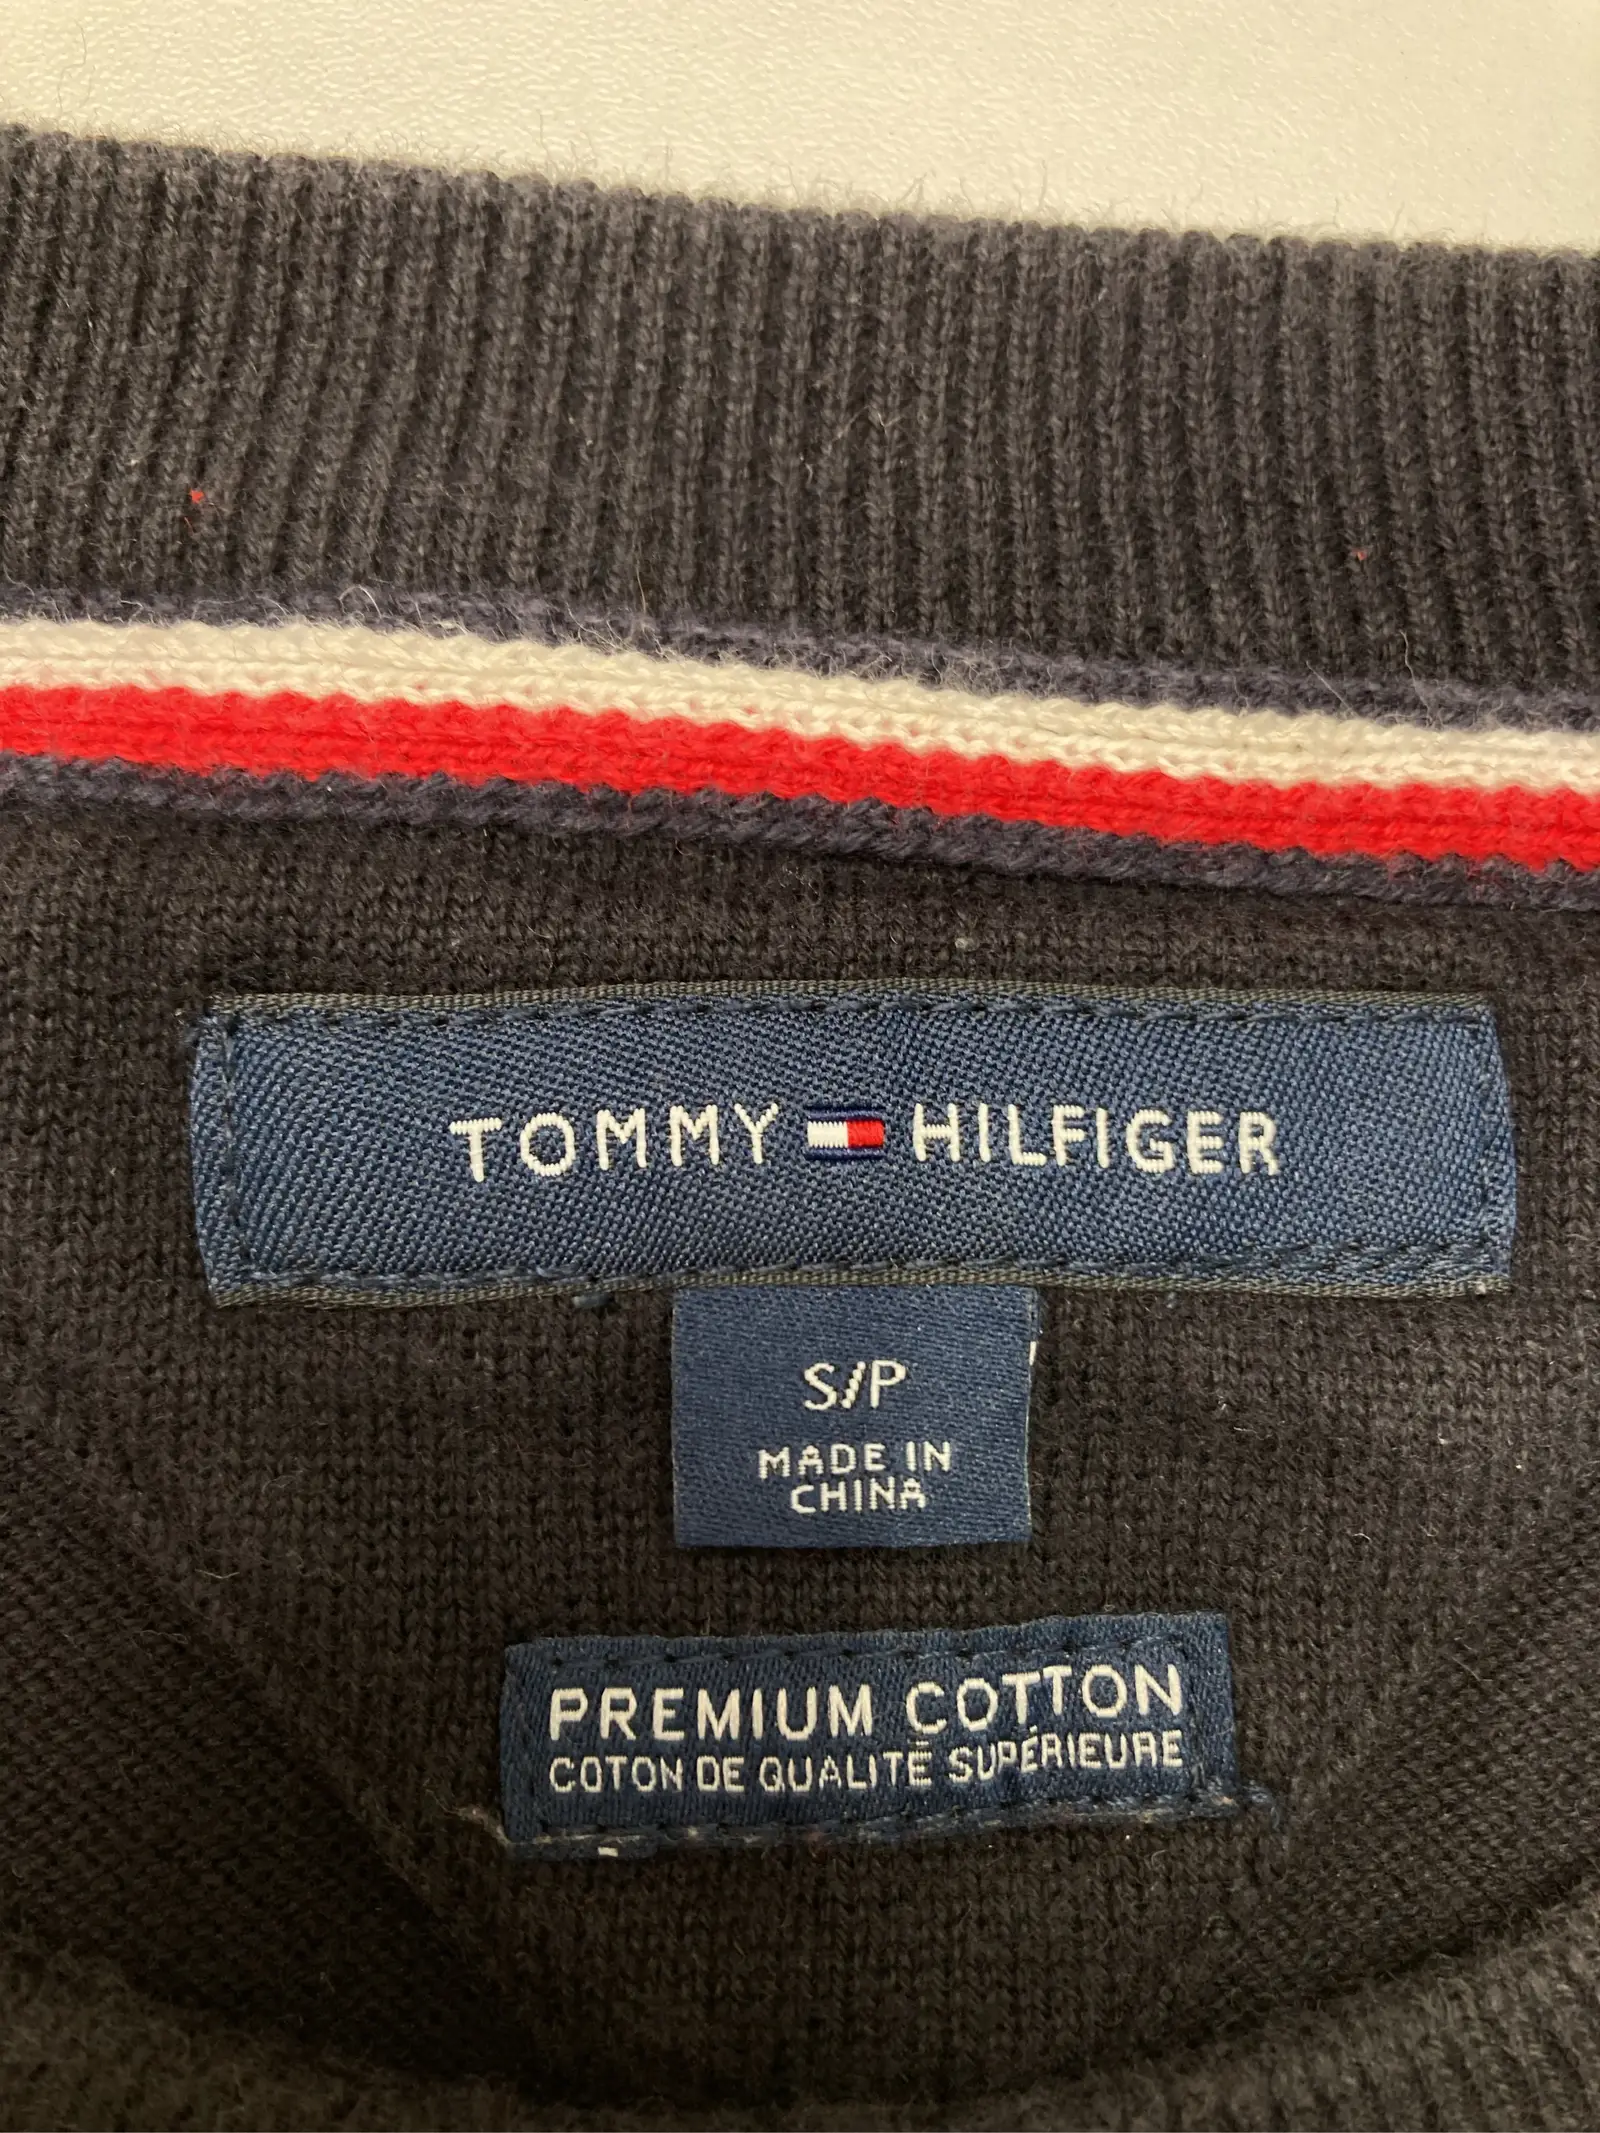 TOMMY HILFIGER
S/P
MADE IN
CHINA
PREMIUM COTTON
COTON DE QUALITÉ SUPÉRIEURE